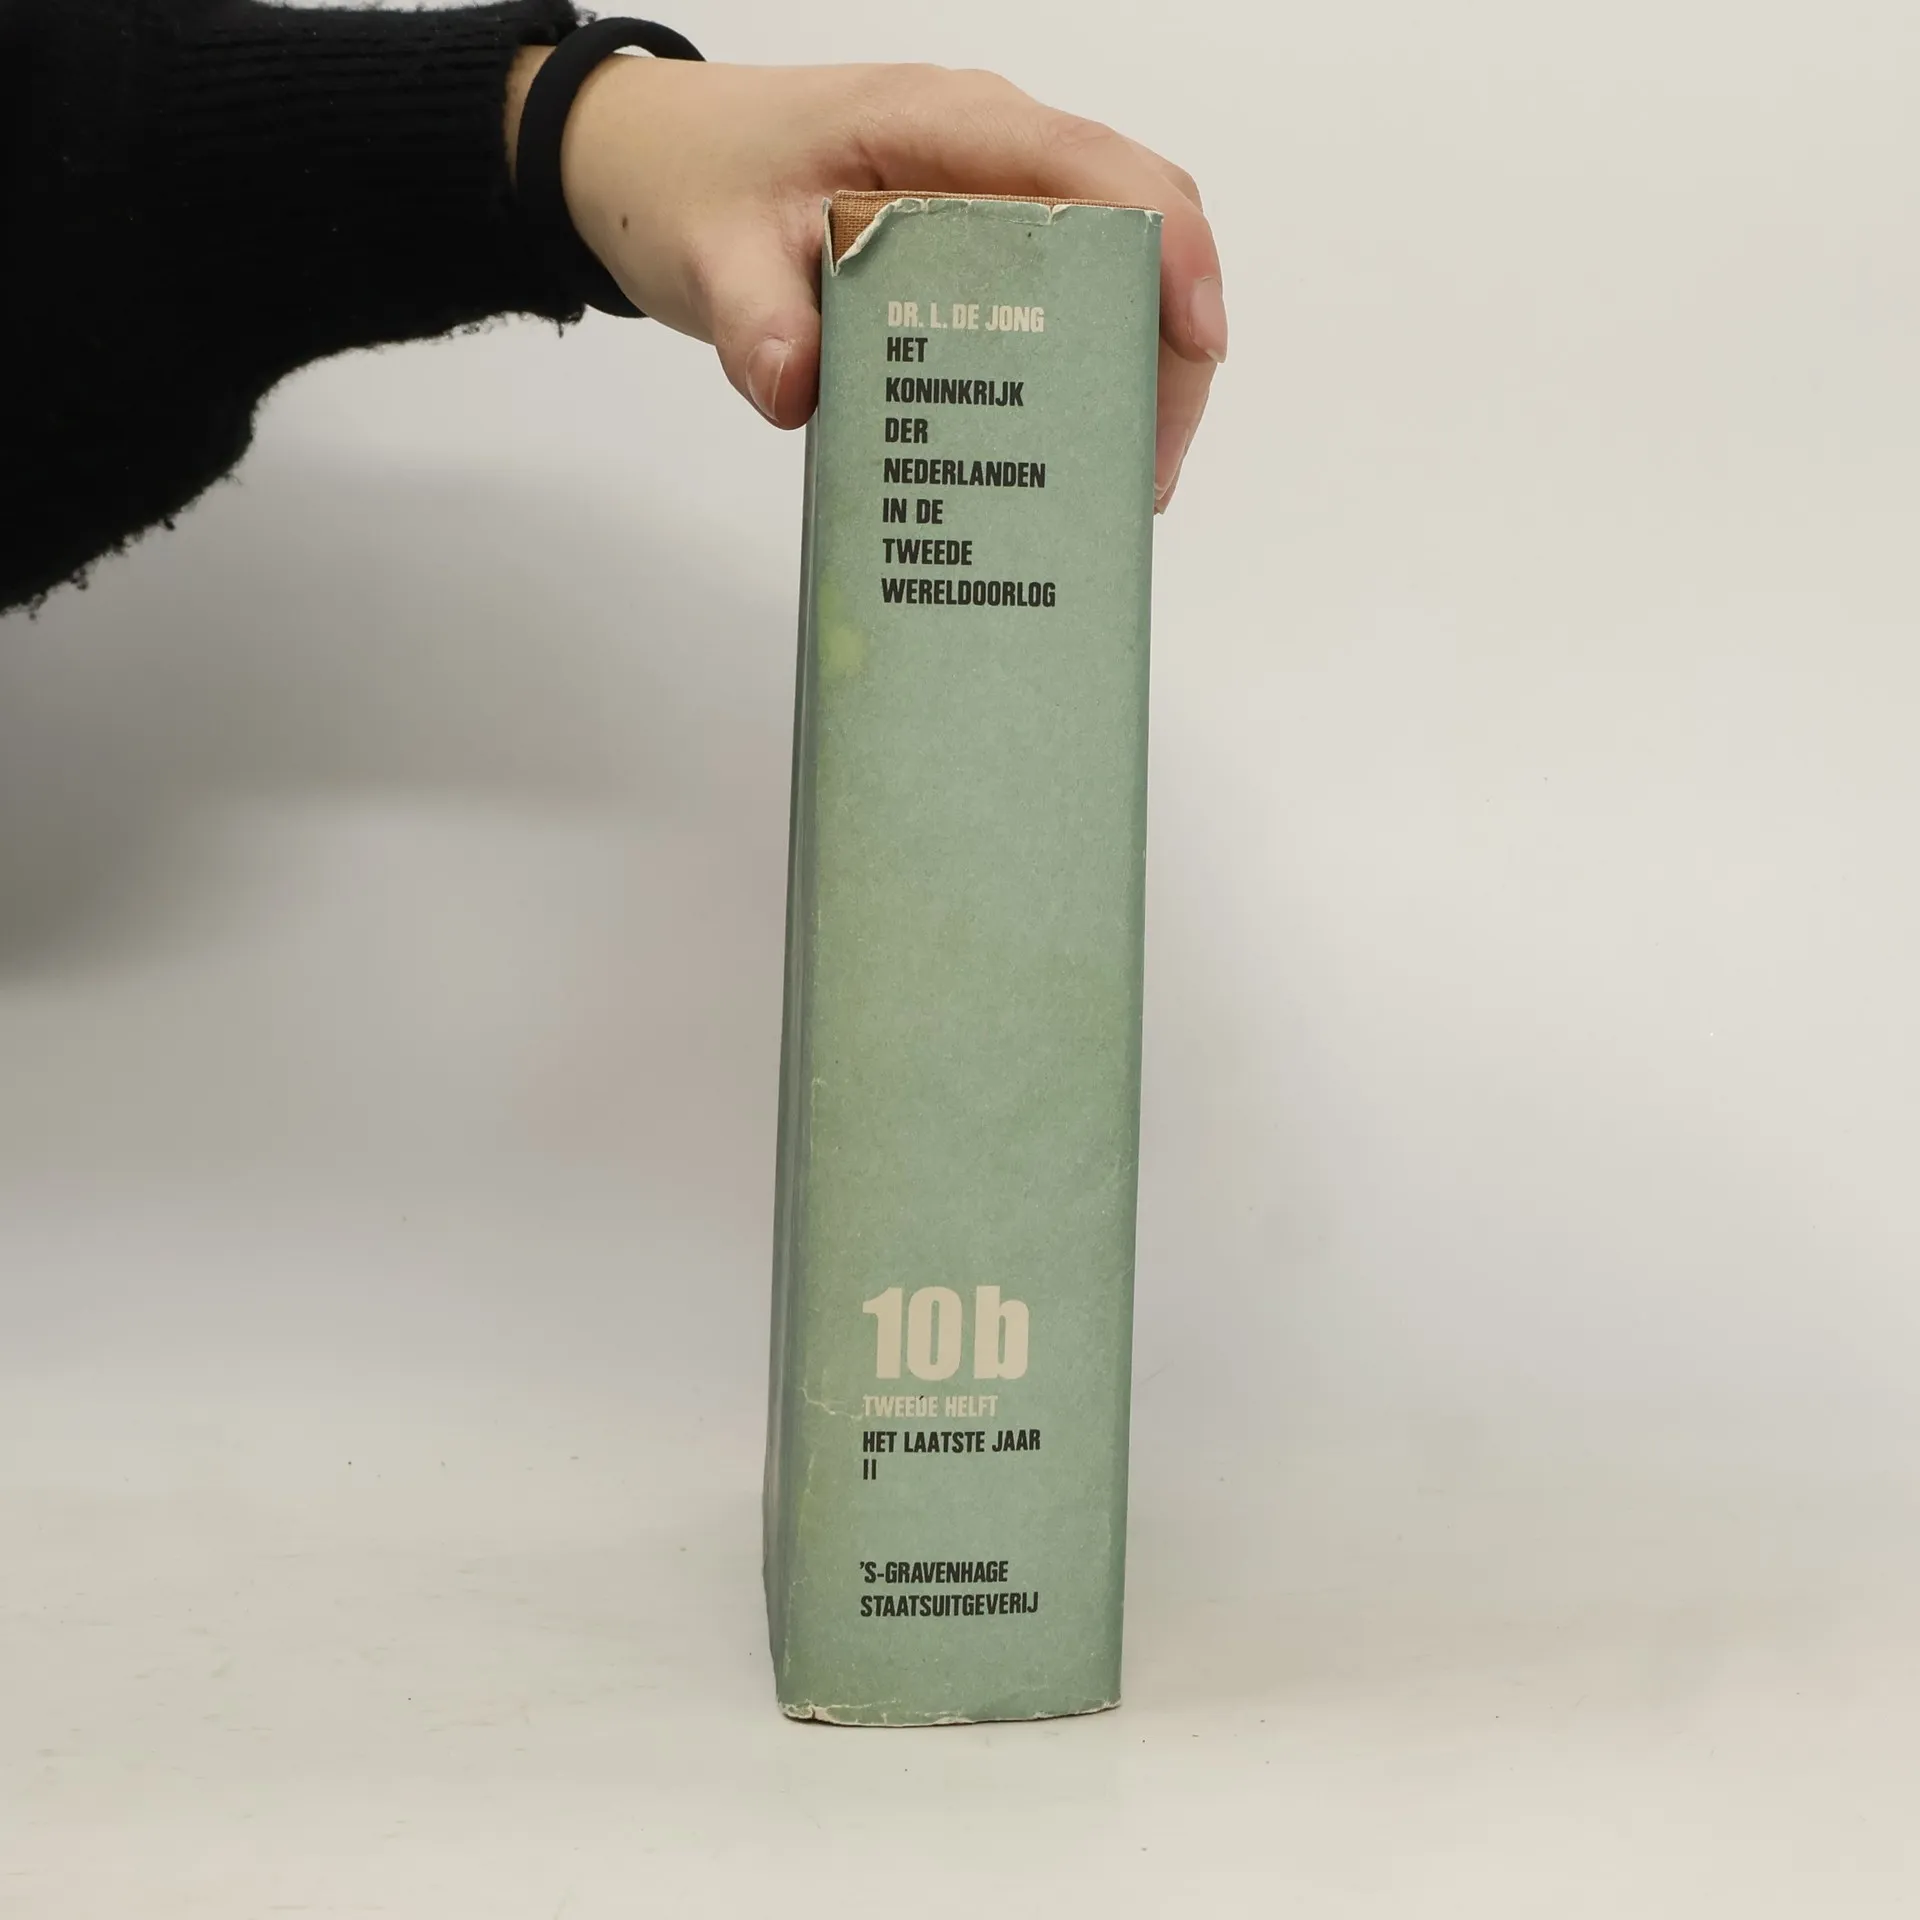 DR. L. DE JONG
HET
KONINKRIJK
DER
NEDERLANDEN
IN DE
TWEEDE
WERELDOORLOG
10 b
TWEEDE HELFT
HET LAATSTE JAAR
II
'S-GRAVENHAGE
STAATSUITGEVERIJ